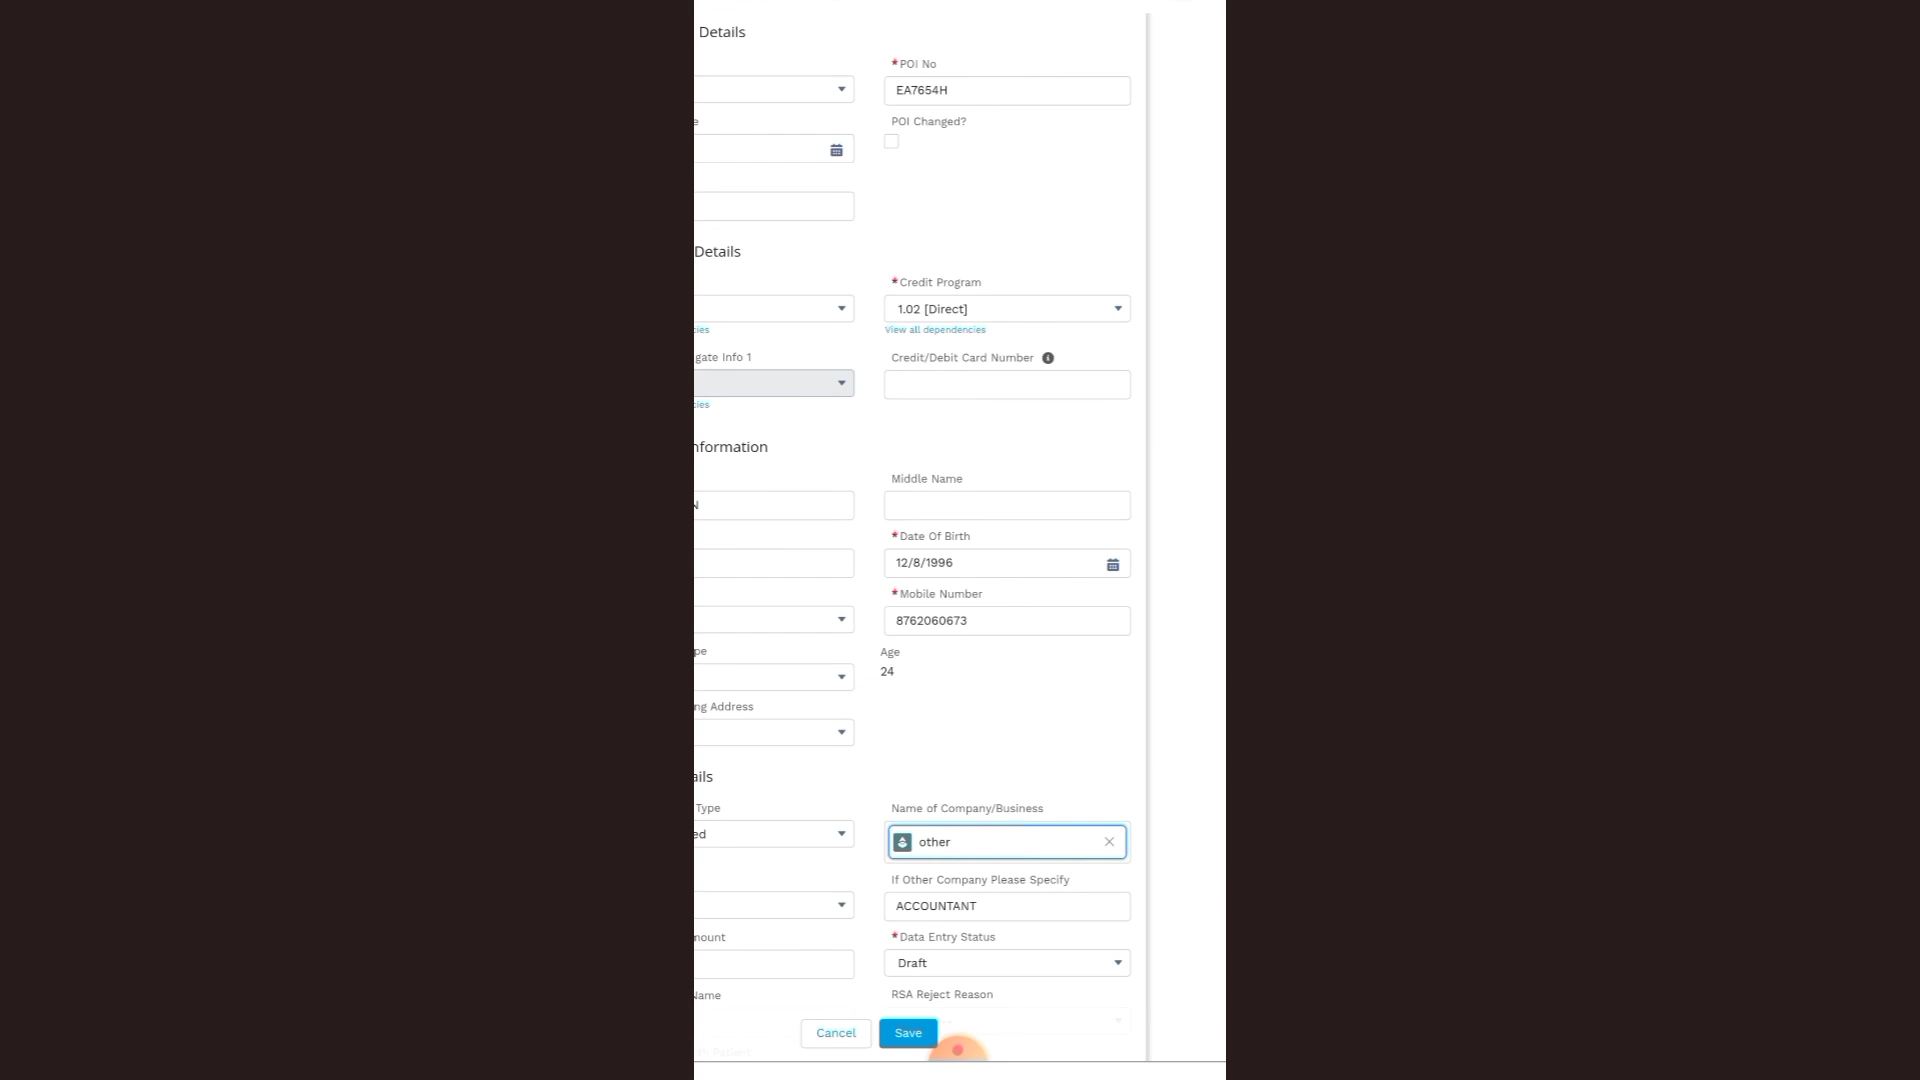 Details
*POI No
EA7654H
e
POI Changed?
Details
*Credit Program
1.02 [Direct]
cies
View all dependencies
gate Info 1
Credit/Debit Card Number
cies
nformation
Middle Name
N
*Date Of Birth
12/8/1996
*Mobile Number
8762060673
pe
Age
24
ng Address
ails
Type
Name of Company/Business
ed
other
If Other Company Please Specify
ACCOUNTANT
mount
*Data Entry Status
Draft
Name
RSA Reject Reason
Cancel
Save